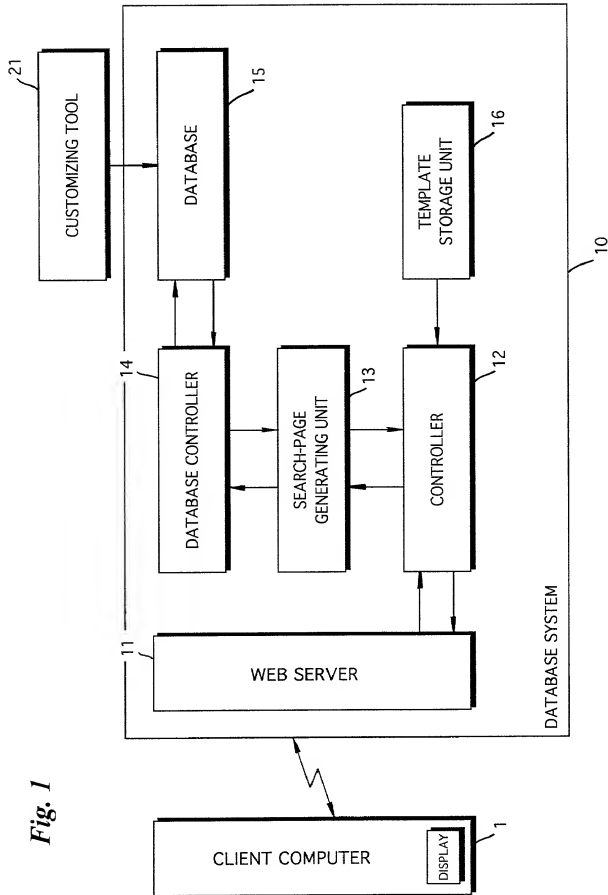 Fig. 1
CUSTOMIZING TOOL
21
DATABASE
15
DATABASE CONTROLLER
14
SEARCH-PAGE
GENERATING UNIT
13
TEMPLATE
STORAGE UNIT
16
CONTROLLER
12
WEB SERVER
11
DATABASE SYSTEM
10
CLIENT COMPUTER
DISPLAY
1